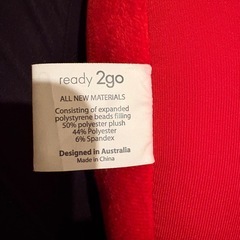 ready 2go
ALL NEW MATERIALS
Consisting of expanded
polystyrene beads filling
50% polyester plush
44% Polyester
6% Spandex
Designed in Australia
Made in China